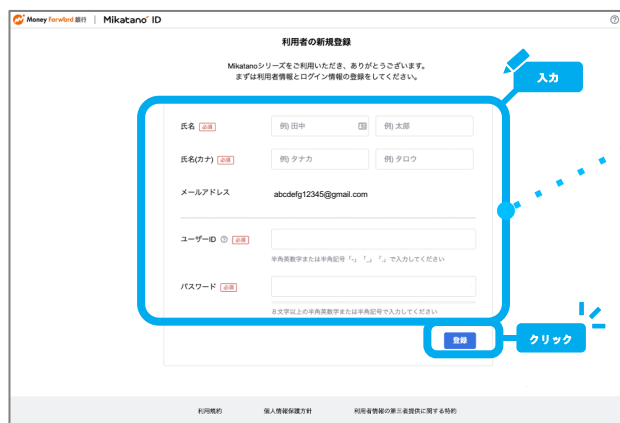 Money Forward 銀行 | Mikatano ID
利用者の新規登録
Mikatanoシリーズをご利用いただき、ありがとうございます。
まずは利用者情報とログイン情報の登録をしてください。
入力
氏名 必須 例) 田中 例) 太郎
氏名(カナ) 必須 例) タナカ 例) タロウ
メールアドレス abcdefg12345@gmail.com
ユーザーID ? 必須
半角英数字または半角記号「-」「_」「.」で入力してください
パスワード 必須
8文字以上の半角英数字または半角記号で入力してください
登録
クリック
利用規約 個人情報保護方針 利用者情報の第三者提供に関する特約